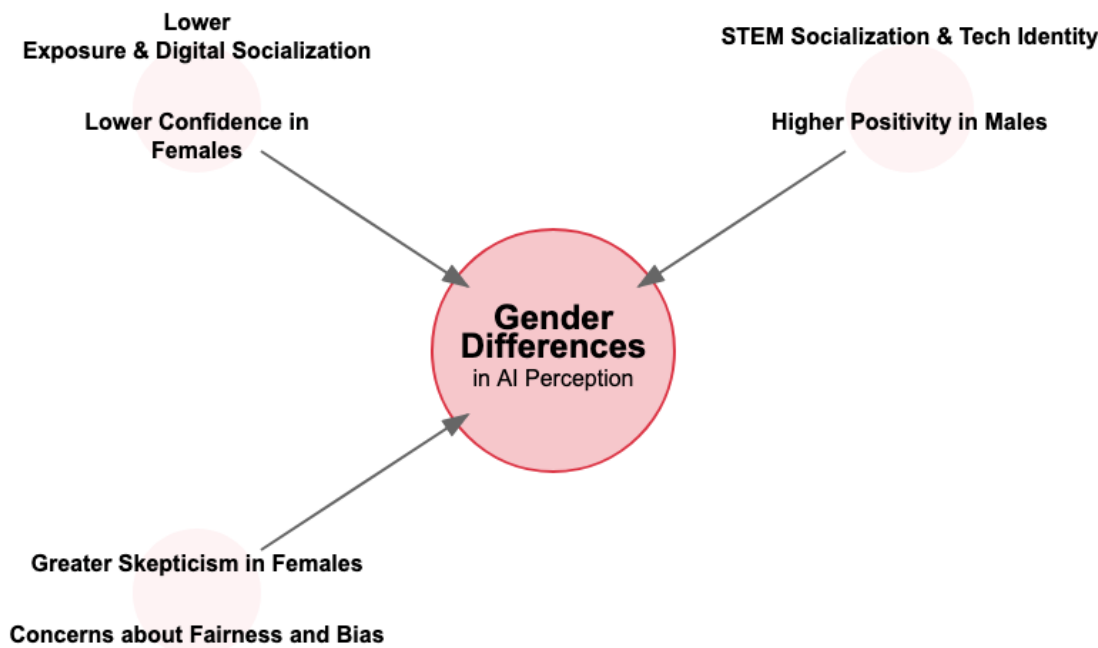 Lower
Exposure & Digital Socialization
Lower Confidence in
Females
STEM Socialization & Tech Identity
Higher Positivity in Males
Gender
Differences
in AI Perception
Greater Skepticism in Females
Concerns about Fairness and Bias